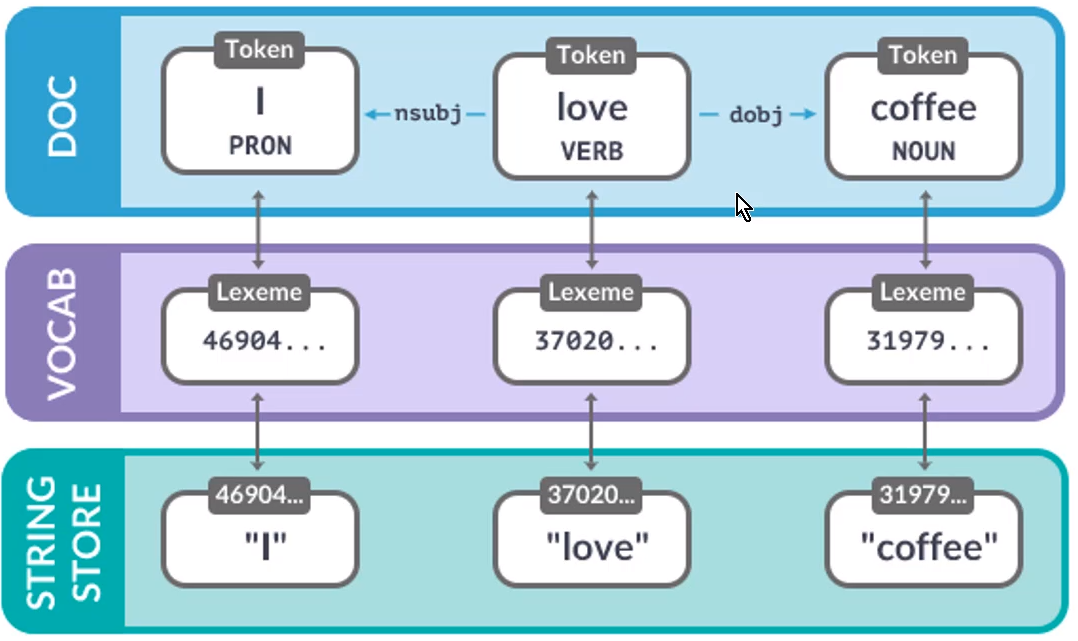 DOC
Token Token Token
I love coffee
nsubj dobj
PRON VERB NOUN
VOCAB
Lexeme Lexeme Lexeme
46904... 37020... 31979...
STRING
STORE
46904... 37020... 31979...
"I" "love" "coffee"